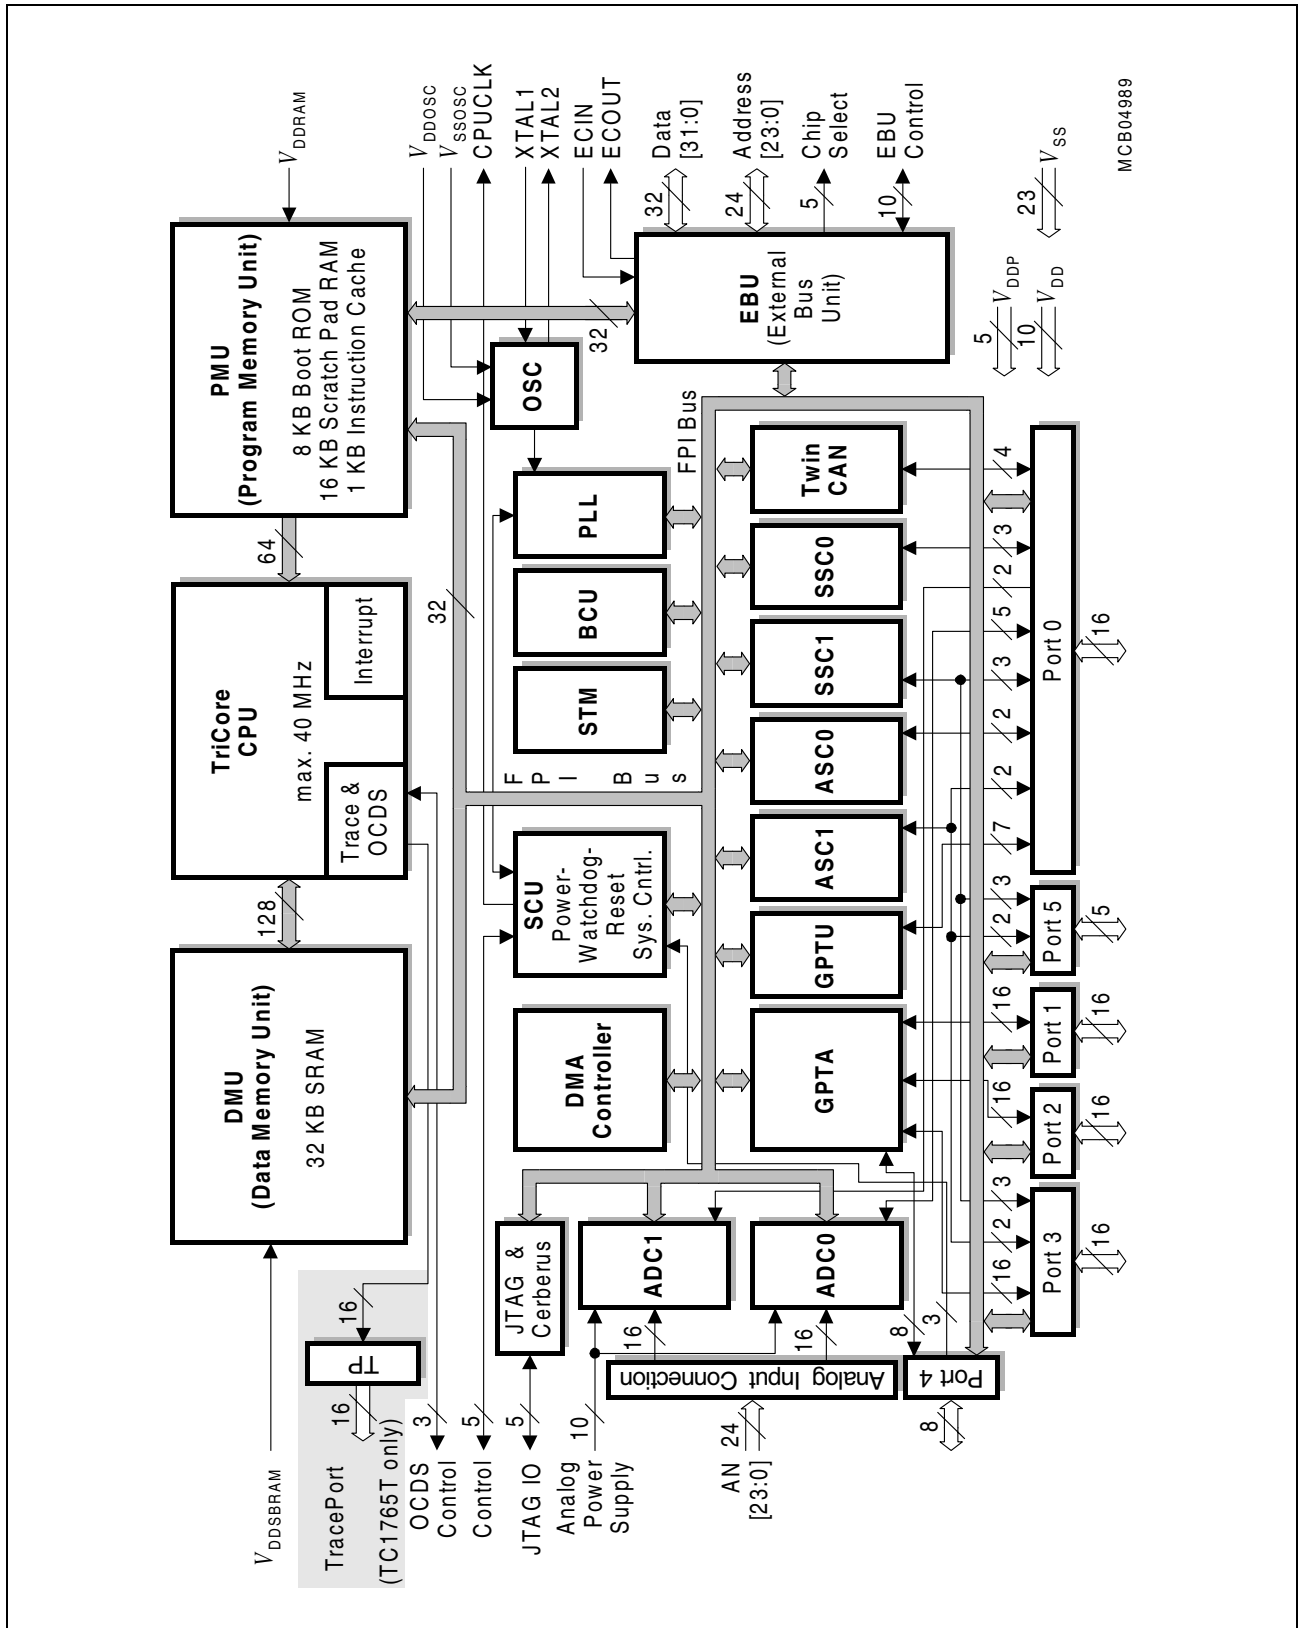 V DDSBRAM
DMU
(Data Memory Unit)
32 KB SRAM
128
TriCore
CPU
max. 40 MHz
Trace &
OCDS
Interrupt
64
PMU
(Program Memory Unit)
8 KB Boot ROM
16 KB Scratch Pad RAM
1 KB Instruction Cache
V DDRAM
TracePort
(TC1765T only)
16
TP
16
32
V DDOSC
V SSOSC
CPUCLK
XTAL1
XTAL2
ECIN
ECOUT
OCDS
Control
3
Control
5
JTAG IO
5
Analog
Power
Supply
10
JTAG &
Cerberus
DMA
Controller
SCU
Power-
Watchdog-
Reset
Sys. Cntrl.
FPI Bus
STM
BCU
PLL
OSC
32
FPI Bus
EBU
(External
Bus
Unit)
Data
[31:0]
32
Address
[23:0]
24
Chip
Select
5
EBU
Control
10
AN
[23:0]
24
Analog Input Connection
16
16
ADC1
ADC0
GPTA
GPTU
ASC1
ASC0
SSC1
SSC0
Twin
CAN
8
Port 4
8
3
16
2
3
16
16
2
3
7
2
2
3
5
2
3
4
Port 3
Port 2
Port 1
Port 5
Port 0
16
16
16
5
16
5
V DDP
10
V DD
23
V SS
MCB04989